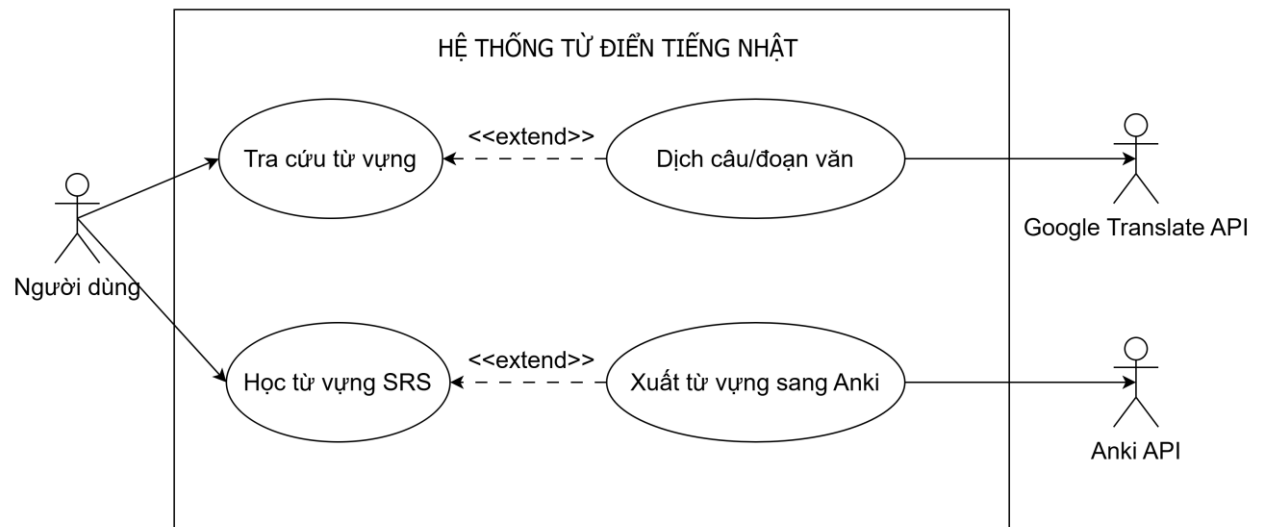 HỆ THỐNG TỪ ĐIỂN TIẾNG NHẬT
Tra cứu từ vựng
<<extend>>
Dịch câu/đoạn văn
Google Translate API
Người dùng
Học từ vựng SRS
<<extend>>
Xuất từ vựng sang Anki
Anki API